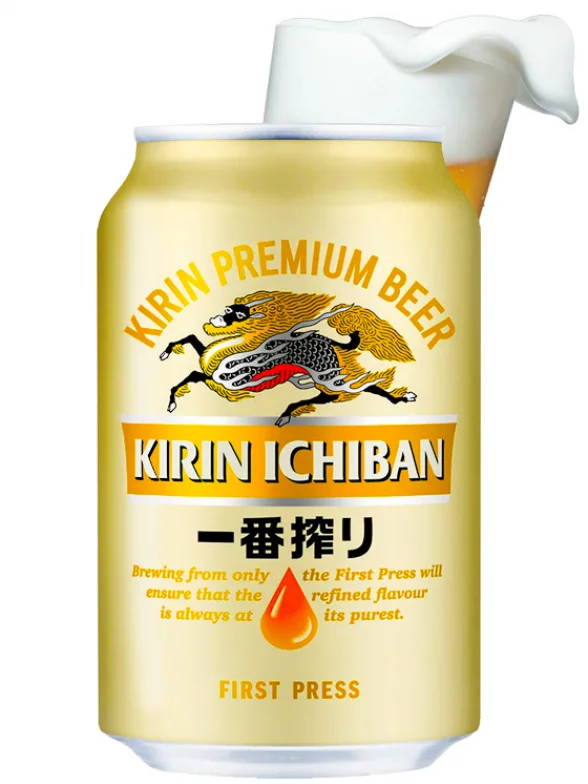 KIRIN PREMIUM BEER
KIRIN ICHIBAN
一番搾り
Brewing from only the First Press will
ensure that the refined flavour
is always at its purest.
FIRST PRESS